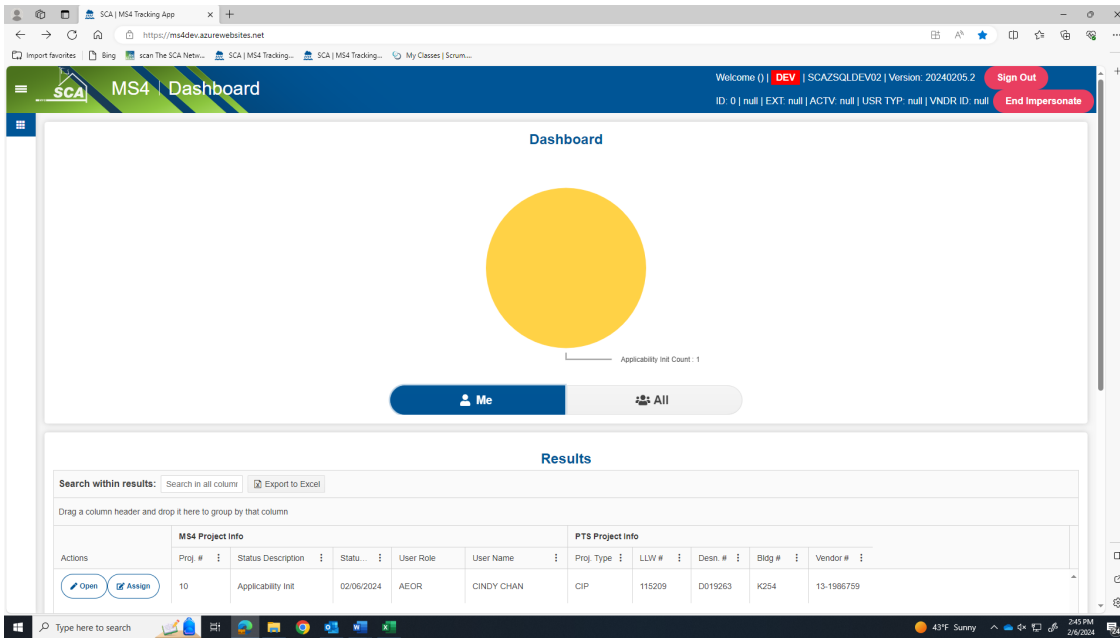 SCA | MS4 Tracking App
https://ms4dev.azurewebsites.net
Import favorites Bing scan The SCA Netw... SCA | MS4 Tracking... SCA | MS4 Tracking... My Classes | Scrum...
SCA MS4 | Dashboard
Welcome () | DEV | SCAZSQLDEV02 | Version: 20240205.2 Sign Out
ID: 0 | null | EXT: null | ACTV: null | USR TYP: null | VNDR ID: null End Impersonate
Dashboard
Applicability Init Count : 1
Me All
Results
Search within results: Search in all colum Export to Excel
Drag a column header and drop it here to group by that column
MS4 Project Info PTS Project Info
Actions Proj. # Status Description Statu... User Role User Name Proj. Type LLW # Desn. # Bldg # Vendor #
Open Assign 10 Applicability Init 02/06/2024 AEOR CINDY CHAN CIP 115209 D019263 K254 13-1986759
Type here to search 43°F Sunny 2:45 PM
2/6/2024